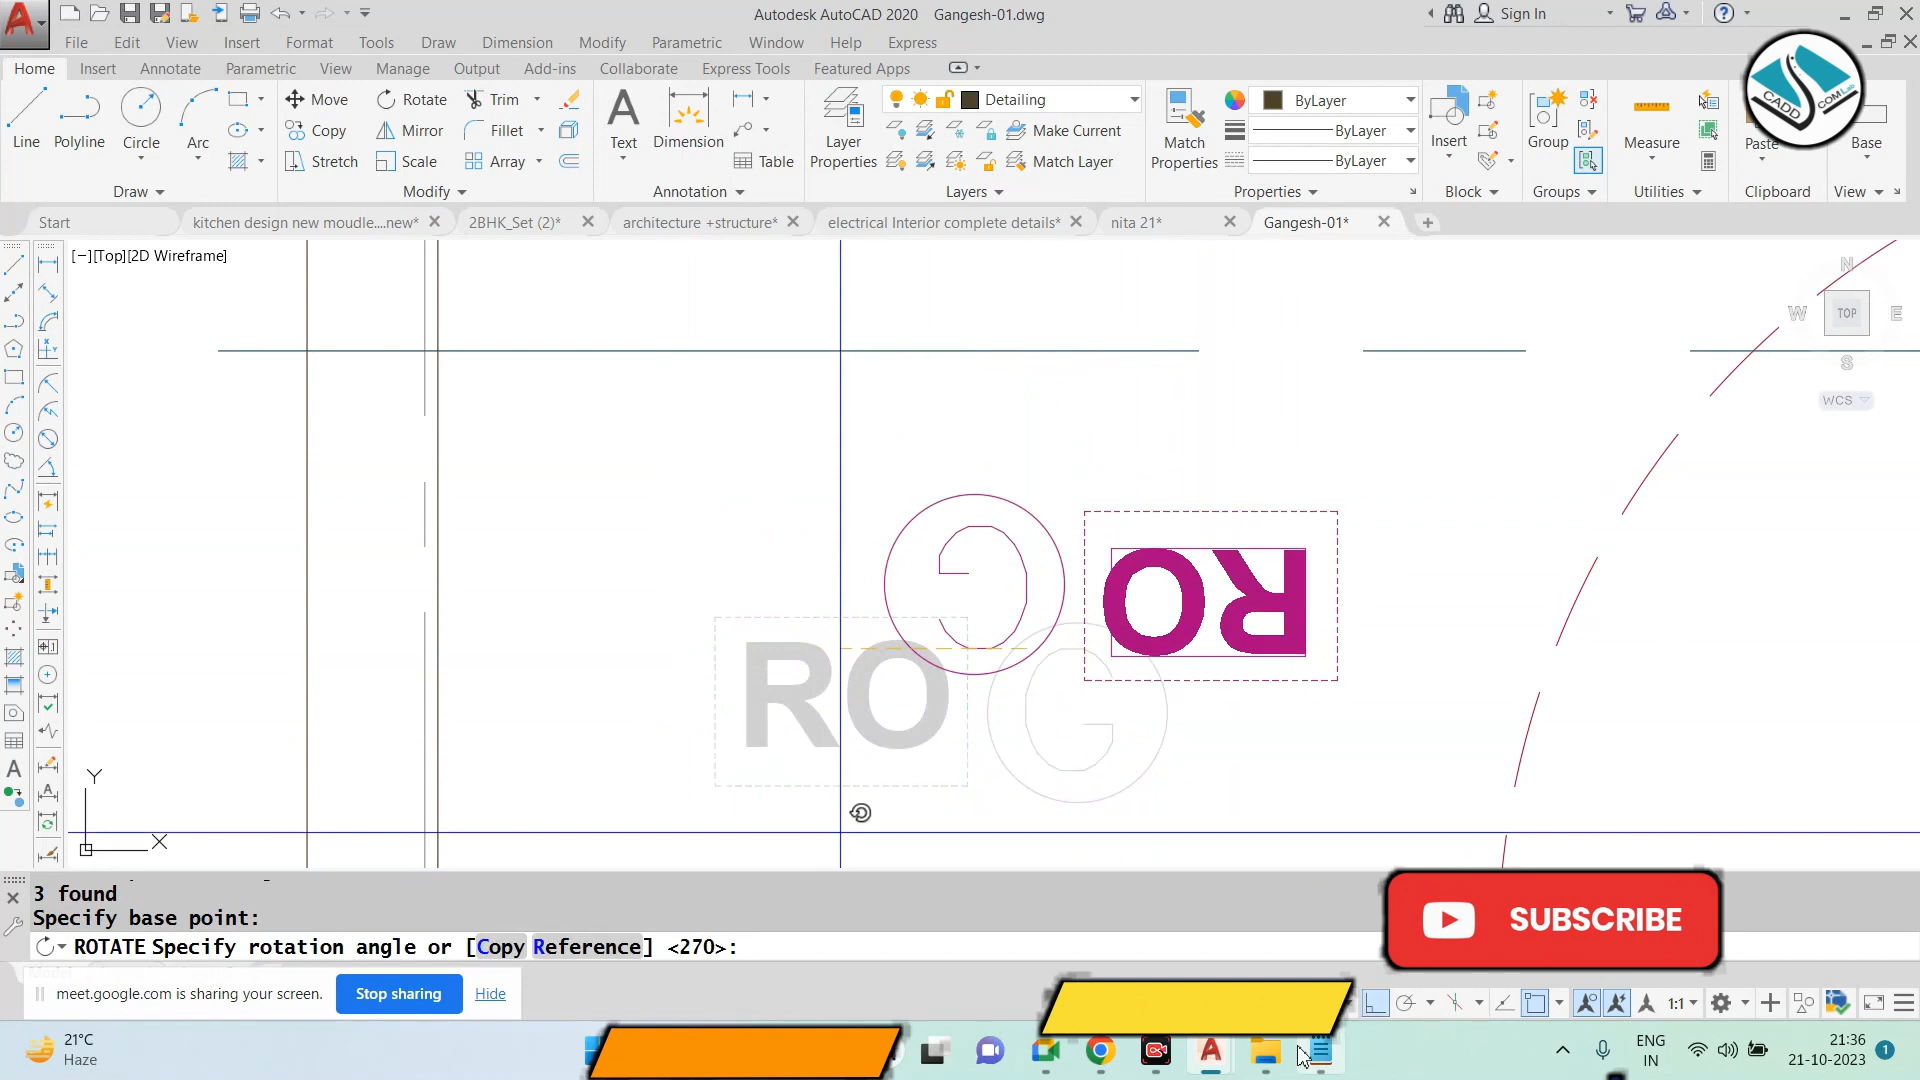 Autodesk AutoCAD 2020 Gangesh-01.dwg
Sign In
File Edit View Insert Format Tools Draw Dimension Modify Parametric Window Help Express
Home Insert Annotate Parametric View Manage Output Add-ins Collaborate Express Tools Featured Apps
Line Polyline Circle Arc
Move Rotate Trim
Copy Mirror Fillet
Stretch Scale Array
Text Dimension Table
Layer Properties
Detailing
Make Current
Match Layer
Match Properties
ByLayer
ByLayer
ByLayer
Insert
Group
Measure
Paste
Base
CADD
COM Lab
Draw Modify Annotation Layers Properties Block Groups Utilities Clipboard View
Start kitchen design new moudle....new* 2BHK_Set (2)* architecture +structure* electrical Interior complete details* nita 21* Gangesh-01*
[−][Top][2D Wireframe]
N
W TOP E
S
WCS
G
RO
RO
G
Y
X
3 found
Specify base point:
ROTATE Specify rotation angle or [Copy Reference] <270>:
SUBSCRIBE
meet.google.com is sharing your screen. Stop sharing Hide
1:1
21°C
Haze
ENG
IN
21:36
21-10-2023
1